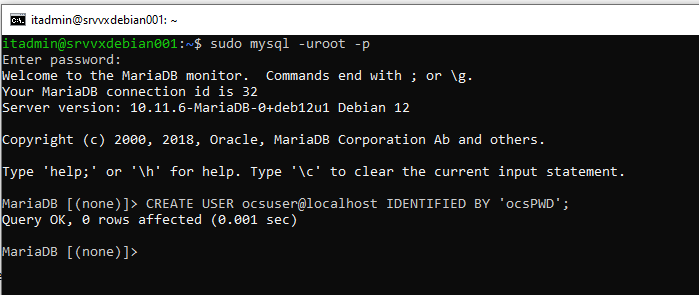 itadmin@srvvxdebian001: ~
itadmin@srvvxdebian001:~$ sudo mysql -uroot -p
Enter password:
Welcome to the MariaDB monitor.  Commands end with ; or \g.
Your MariaDB connection id is 32
Server version: 10.11.6-MariaDB-0+deb12u1 Debian 12
Copyright (c) 2000, 2018, Oracle, MariaDB Corporation Ab and others.
Type 'help;' or '\h' for help. Type '\c' to clear the current input statement.
MariaDB [(none)]> CREATE USER ocsuser@localhost IDENTIFIED BY 'ocsPWD';
Query OK, 0 rows affected (0.001 sec)
MariaDB [(none)]>